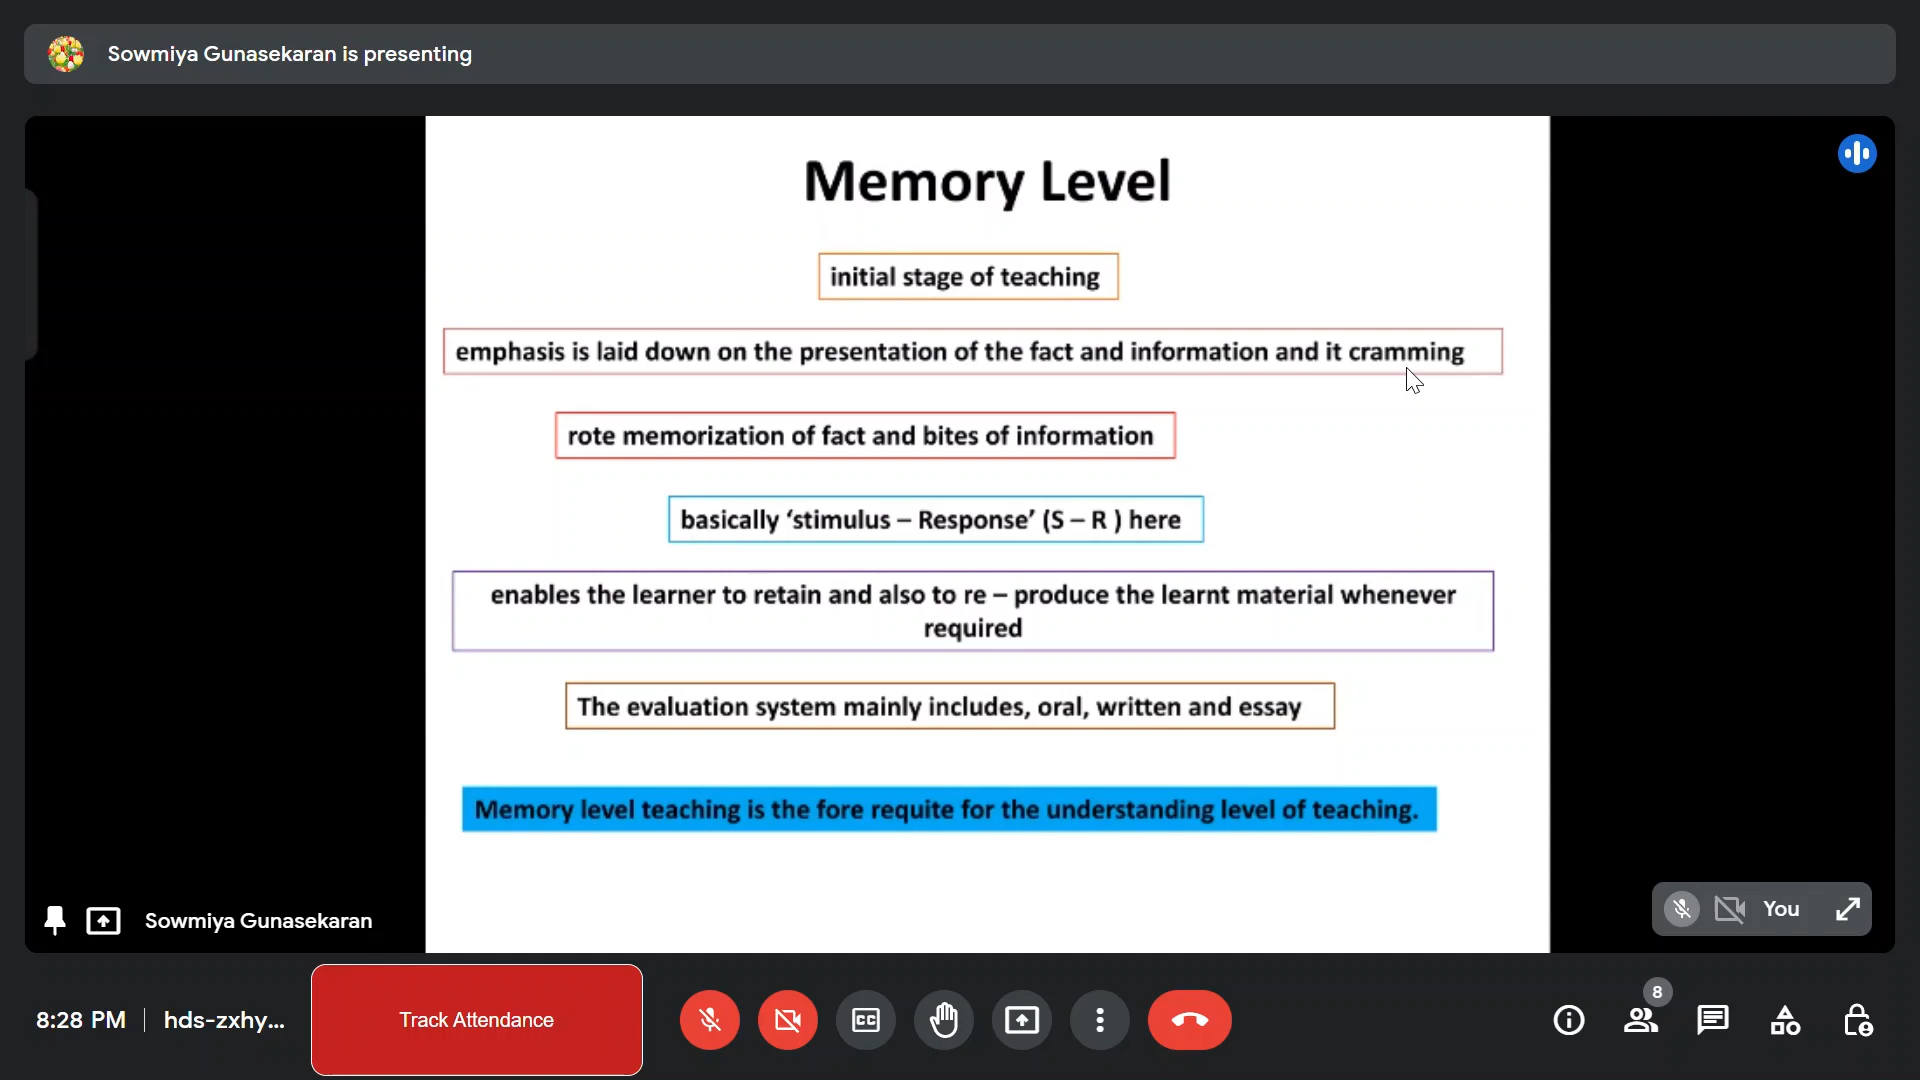 Sowmiya Gunasekaran is presenting
Memory Level
initial stage of teaching
emphasis is laid down on the presentation of the fact and information and it cramming
rote memorization of fact and bites of information
basically ‘stimulus – Response’ (S – R ) here
enables the learner to retain and also to re – produce the learnt material whenever
required
The evaluation system mainly includes, oral, written and essay
Memory level teaching is the fore requite for the understanding level of teaching.
Sowmiya Gunasekaran
You
8:28 PM
hds-zxhy...
Track Attendance
CC
8